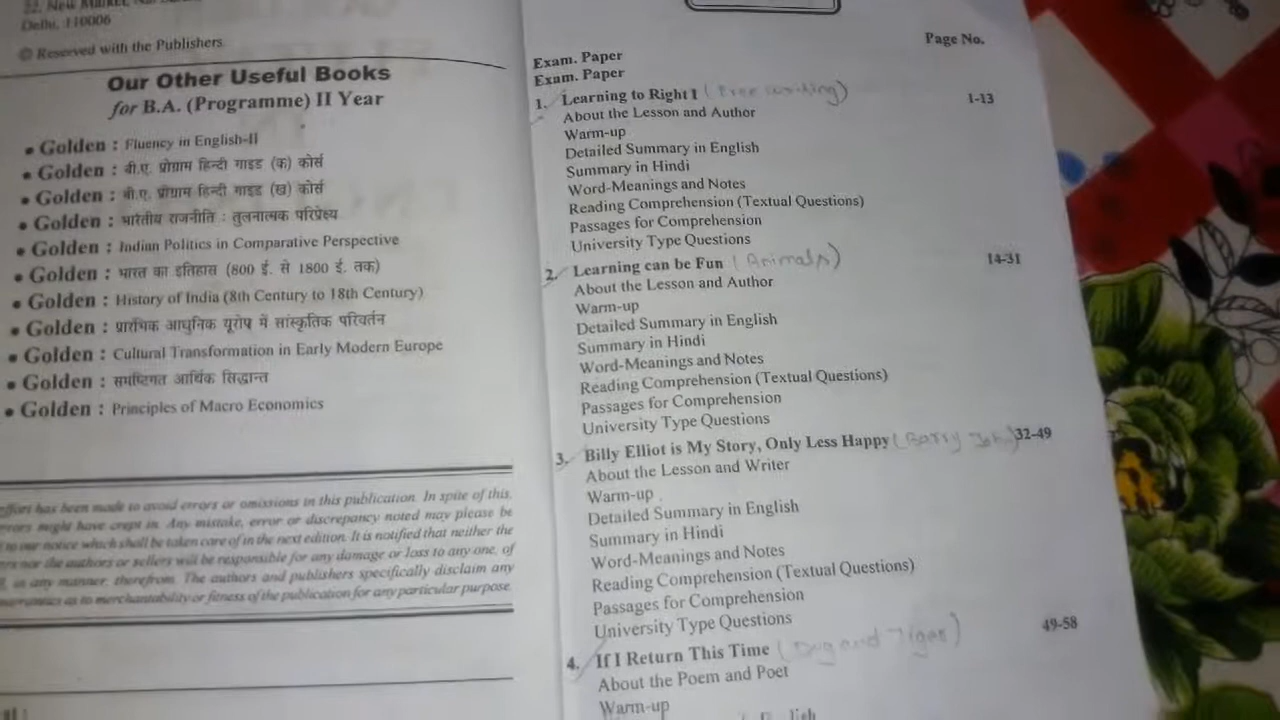 Delhi, 110006
© Reserved with the Publishers
Our Other Useful Books
for B.A. (Programme) II Year
• Golden : Fluency in English-II
• Golden : बी.ए. प्रोग्राम हिन्दी गाइड (क) कोर्स
• Golden : बी.ए. प्रोग्राम हिन्दी गाइड (ख) कोर्स
• Golden : भारतीय राजनीति : तुलनात्मक परिप्रेक्ष्य
• Golden : Indian Politics in Comparative Perspective
• Golden : भारत का इतिहास (800 ई. से 1800 ई. तक)
• Golden : History of India (8th Century to 18th Century)
• Golden : प्रारंभिक आधुनिक यूरोप में सांस्कृतिक परिवर्तन
• Golden : Cultural Transformation in Early Modern Europe
• Golden : समष्टिगत आर्थिक सिद्धान्त
• Golden : Principles of Macro Economics
effort has been made to avoid errors or omissions in this publication. In spite of this,
errors might have crept in. Any mistake, error or discrepancy noted may please be
to our notice which shall be taken care of in the next edition. It is notified that neither the
nor the authors or sellers will be responsible for any damage or loss to any one, of
in any manner, therefrom. The authors and publishers specifically disclaim any
as to merchantability or fitness of the publication for any particular purpose.
Page No.
Exam. Paper
Exam. Paper
1. Learning to Right I (Free writing) 1-13
About the Lesson and Author
Warm-up
Detailed Summary in English
Summary in Hindi
Word-Meanings and Notes
Reading Comprehension (Textual Questions)
Passages for Comprehension
University Type Questions
2. Learning can be Fun (Animals) 14-31
About the Lesson and Author
Warm-up
Detailed Summary in English
Summary in Hindi
Word-Meanings and Notes
Reading Comprehension (Textual Questions)
Passages for Comprehension
University Type Questions
3. Billy Elliot is My Story, Only Less Happy 32-49
About the Lesson and Writer
Warm-up
Detailed Summary in English
Summary in Hindi
Word-Meanings and Notes
Reading Comprehension (Textual Questions)
Passages for Comprehension
University Type Questions
4. If I Return This Time 49-58
About the Poem and Poet
Warm-up